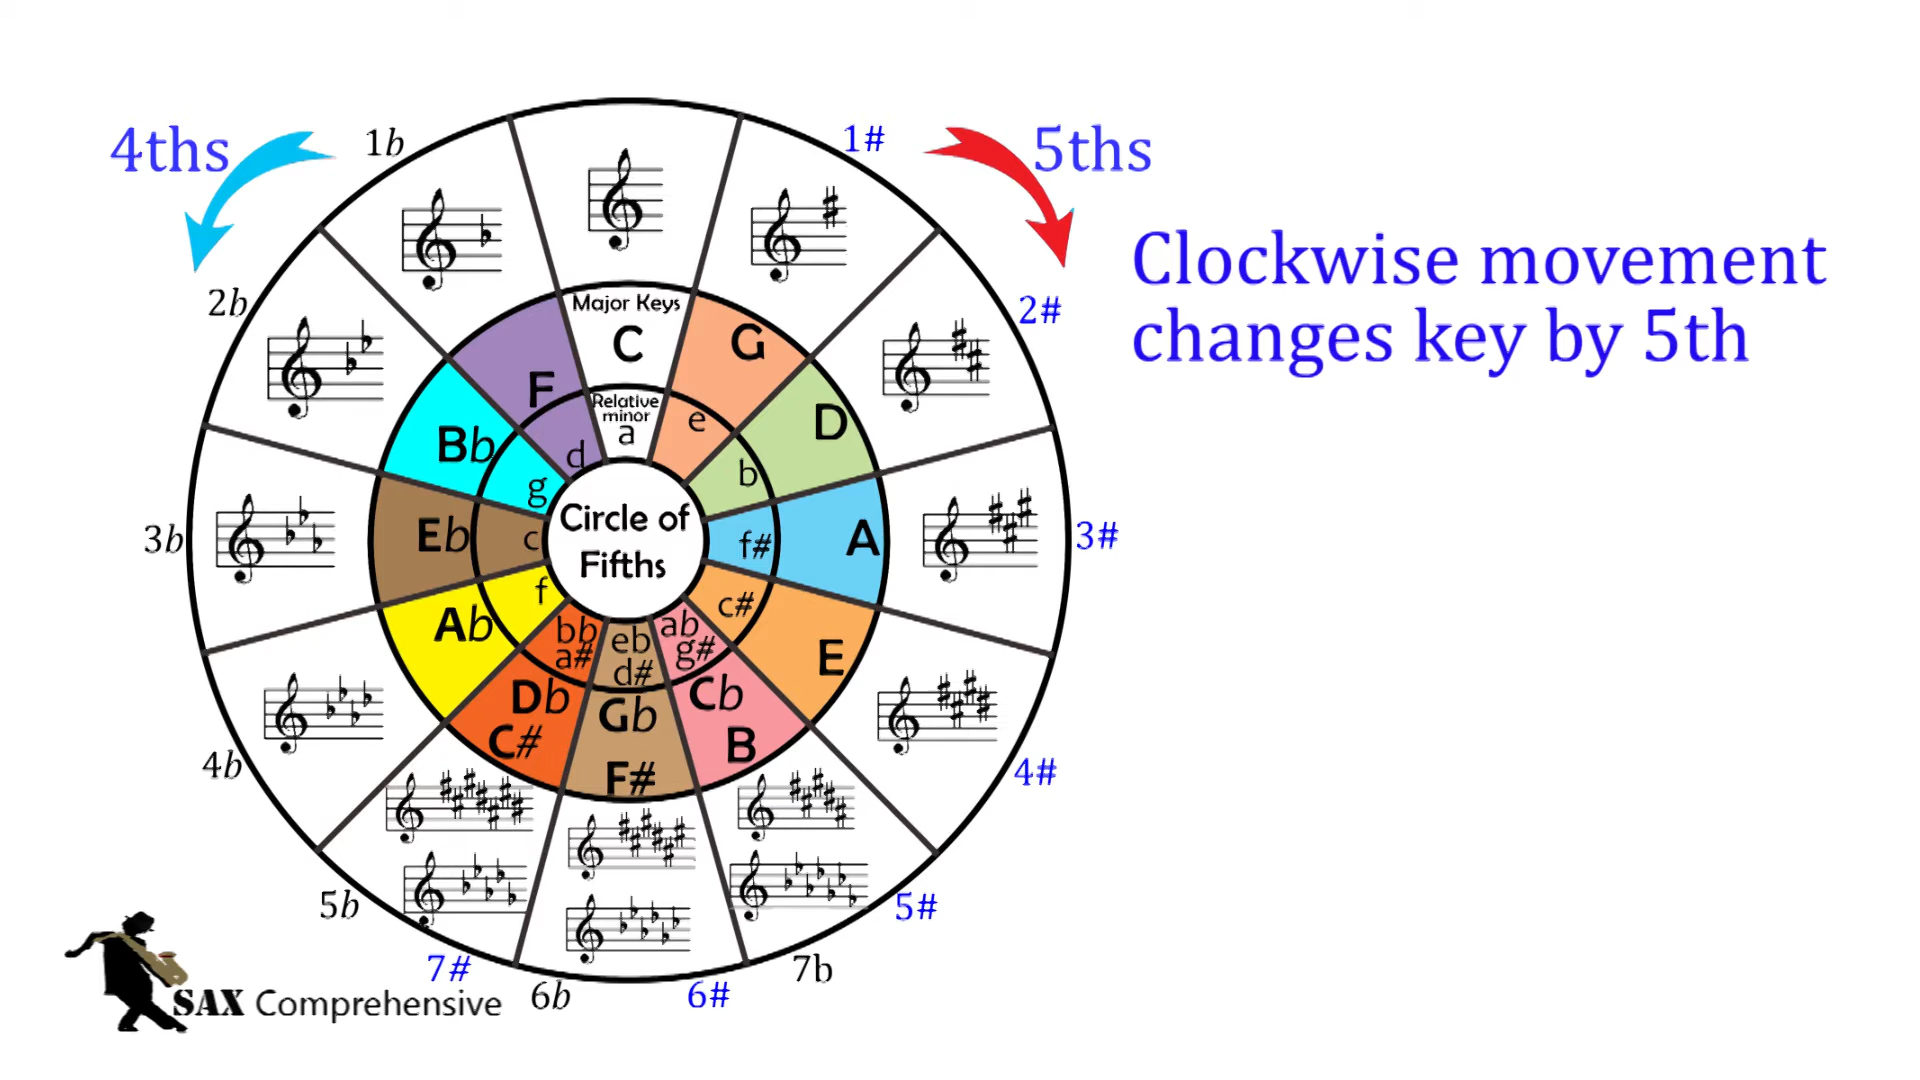 4ths
1b
1#
5ths
Clockwise movement
changes key by 5th
2b
2#
Major Keys
C
G
F
D
Relative
minor
a
e
Bb
d
b
g
3b
Eb
c
Circle of
Fifths
f#
A
3#
f
c#
Ab
bb
a#
eb
d#
ab
g#
E
Db
C#
Gb
F#
Cb
B
4b
4#
5b
5#
7#
6b
6#
7b
SAX Comprehensive